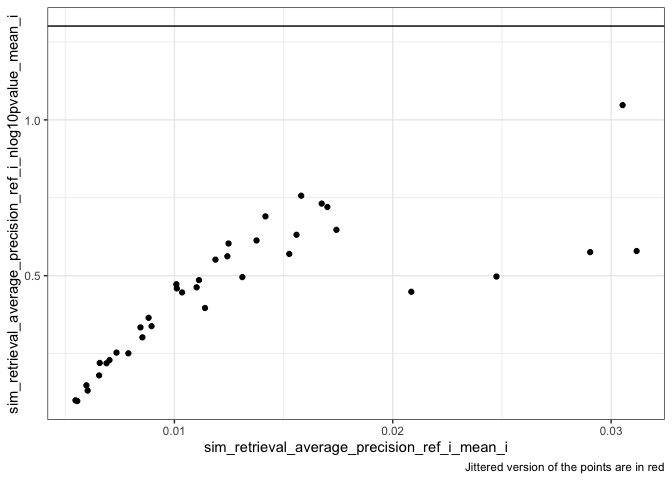 sim_retrieval_average_precision_ref_i_nlog10pvalue_mean_i
1.0
0.5
0.01
0.02
0.03
sim_retrieval_average_precision_ref_i_mean_i
Jittered version of the points are in red